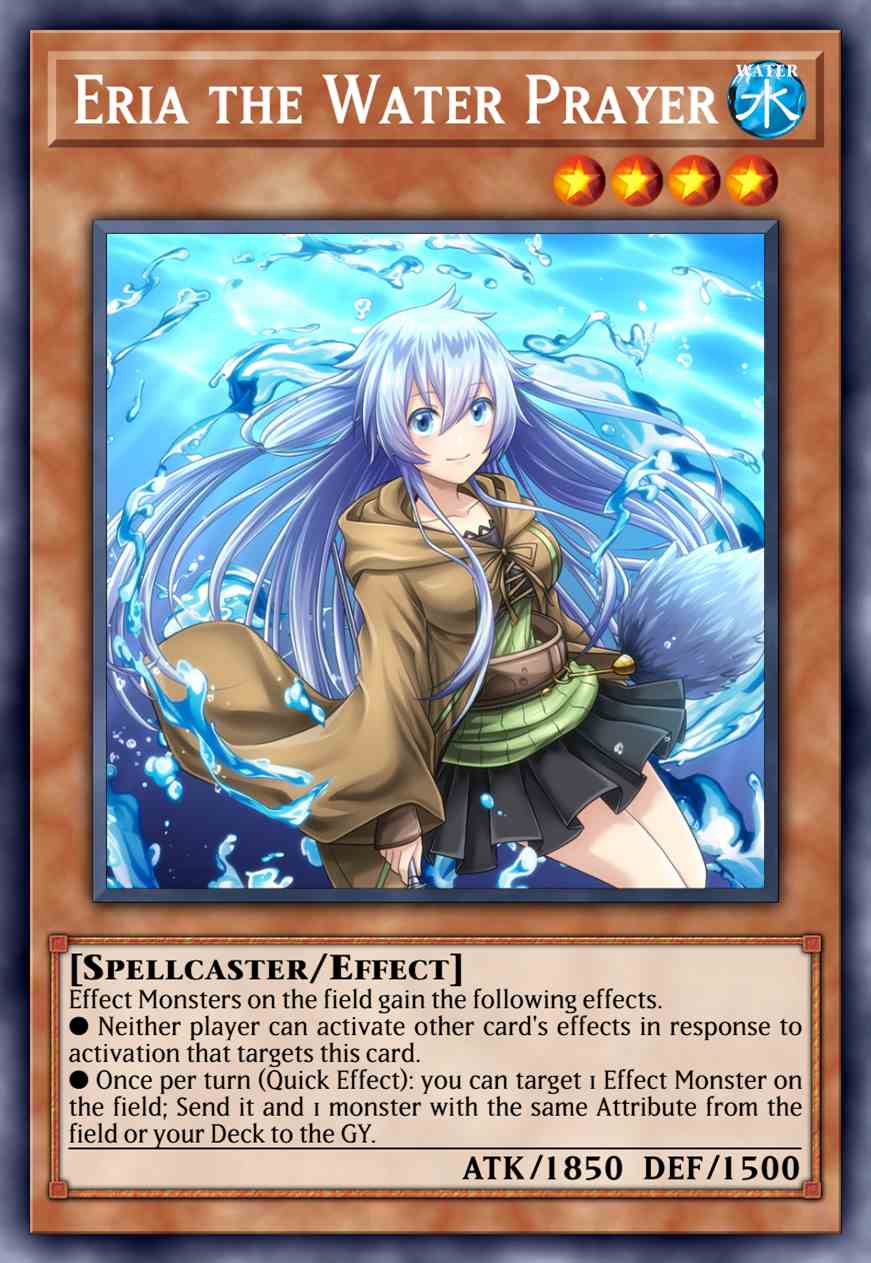 Eria the Water Prayer
WATER
水
[Spellcaster/Effect]
Effect Monsters on the field gain the following effects.
● Neither player can activate other card's effects in response to
activation that targets this card.
● Once per turn (Quick Effect): you can target 1 Effect Monster on
the field; Send it and 1 monster with the same Attribute from the
field or your Deck to the GY.
ATK/1850 DEF/1500